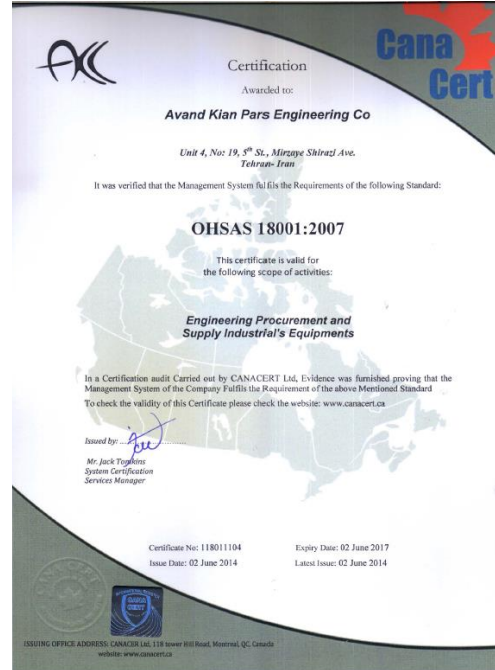 Cana
Cert
Certification
Awarded to:
Avand Kian Pars Engineering Co
Unit 4, No: 19, 5th St., Mirzaye Shirazi Ave.
Tehran- Iran
It was verified that the Management System fulfils the Requirements of the following Standard:
OHSAS 18001:2007
This certificate is valid for
the following scope of activities:
Engineering Procurement and
Supply Industrial's Equipments
In a Certification audit Carried out by CANACERT Ltd, Evidence was furnished proving that the
Management System of the Company Fulfils the Requirement of the above Mentioned Standard
To check the validity of this Certificate please check the website: www.canacert.ca
Issued by:
Mr. Jack Tomkins
System Certification
Services Manager
Certificate No: 118011104
Expiry Date: 02 June 2017
Issue Date: 02 June 2014
Latest Issue: 02 June 2014
CANA
CERT
ISSUING OFFICE ADDRESS: CANACER Ltd, 118 tower Hill Road, Montreal, QC, Canada
website: www.canacert.ca